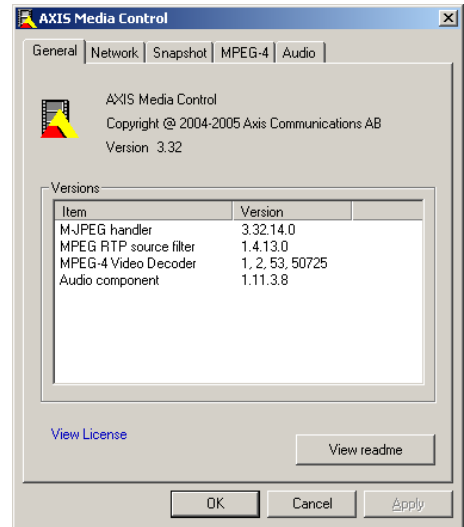 AXIS Media Control
General Network Snapshot MPEG-4 Audio
AXIS Media Control
Copyright @ 2004-2005 Axis Communications AB
Version 3.32
Versions
Item Version
M-JPEG handler 3.32.14.0
MPEG RTP source filter 1.4.13.0
MPEG-4 Video Decoder 1, 2, 53, 50725
Audio component 1.11.3.8
View License
View readme
OK Cancel Apply